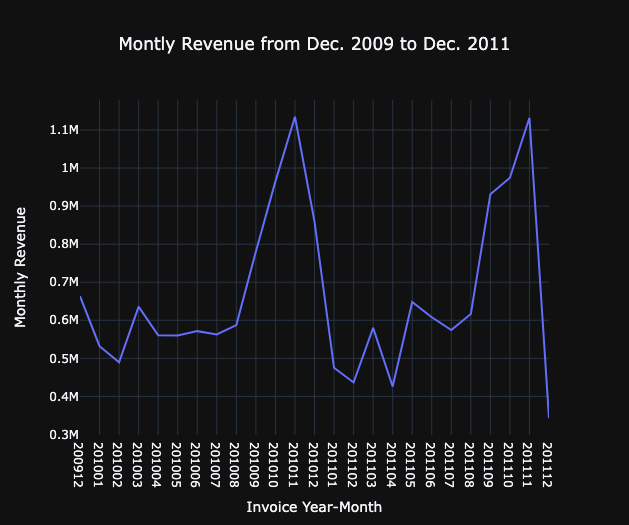 Montly Revenue from Dec. 2009 to Dec. 2011
1.1M
1M
0.9M
0.8M
0.7M
0.6M
0.5M
0.4M
0.3M
Monthly Revenue
200912
201001
201002
201003
201004
201005
201006
201007
201008
201009
201010
201011
201012
201101
201102
201103
201104
201105
201106
201107
201108
201109
201110
201111
201112
Invoice Year-Month